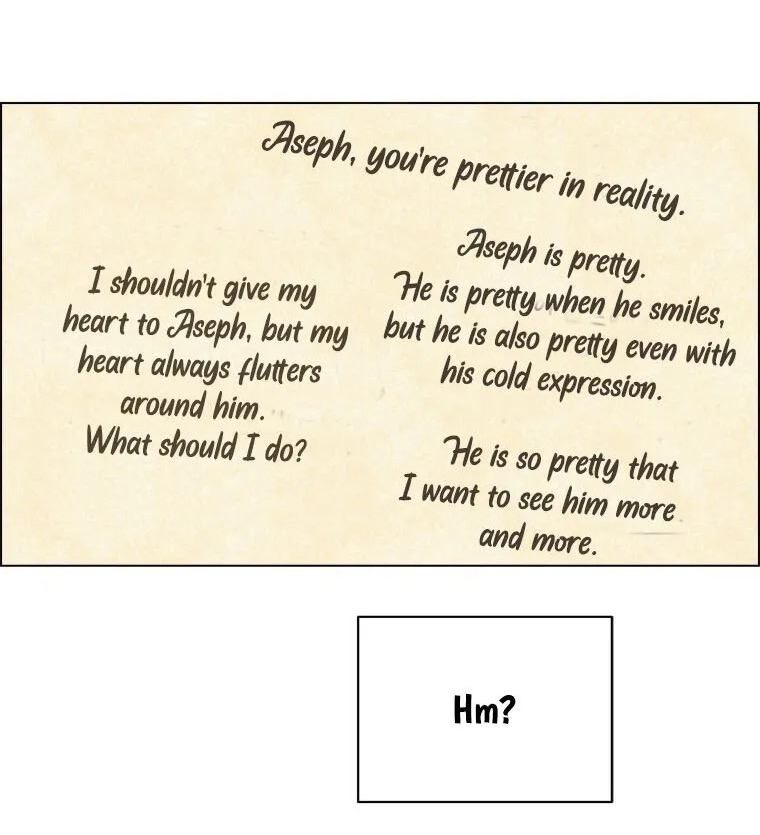 Aseph, you're prettier in reality.
I shouldn't give my
heart to Aseph, but my
heart always flutters
around him.
What should I do?
Aseph is pretty.
He is pretty when he smiles,
but he is also pretty even with
his cold expression.
He is so pretty that
I want to see him more
and more.
Hm?